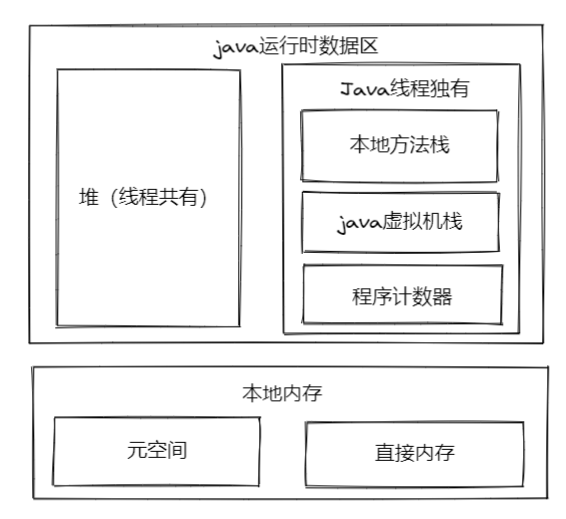 java运行时数据区
堆（线程共有）
Java线程独有
本地方法栈
java虚拟机栈
程序计数器
本地内存
元空间
直接内存